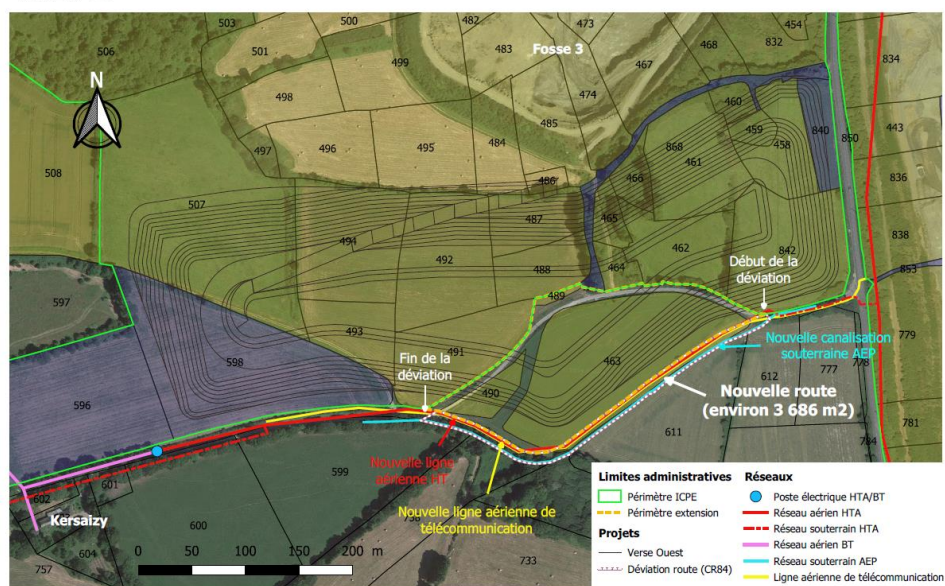 500
482
473
454
503
506
501
499
483
Fosse 3
468
832
834
467
498
474
460
N
485
459
840
850
443
497
496
495
484
868
461
458
508
486
466
836
507
487
465
494
462
838
492
488
464
842
Début de la
déviation
853
597
489
493
598
491
463
Nouvelle canalisation
souterraine AEP
779
Fin de la
déviation
612
777
778
596
490
Nouvelle route
(environ 3 686 m2)
611
781
784
Nouvelle ligne
aérienne HT
599
601
602
Kersaizy
600
Nouvelle ligne aérienne de
télécommunication
604
733
757
0 50 100 150 200 m
Limites administratives
Périmètre ICPE
Périmètre extension
Projets
Verse Ouest
Déviation route (CR84)
Réseaux
Poste électrique HTA/BT
Réseau aérien HTA
Réseau souterrain HTA
Réseau aérien BT
Réseau souterrain AEP
Ligne aérienne de télécommunication